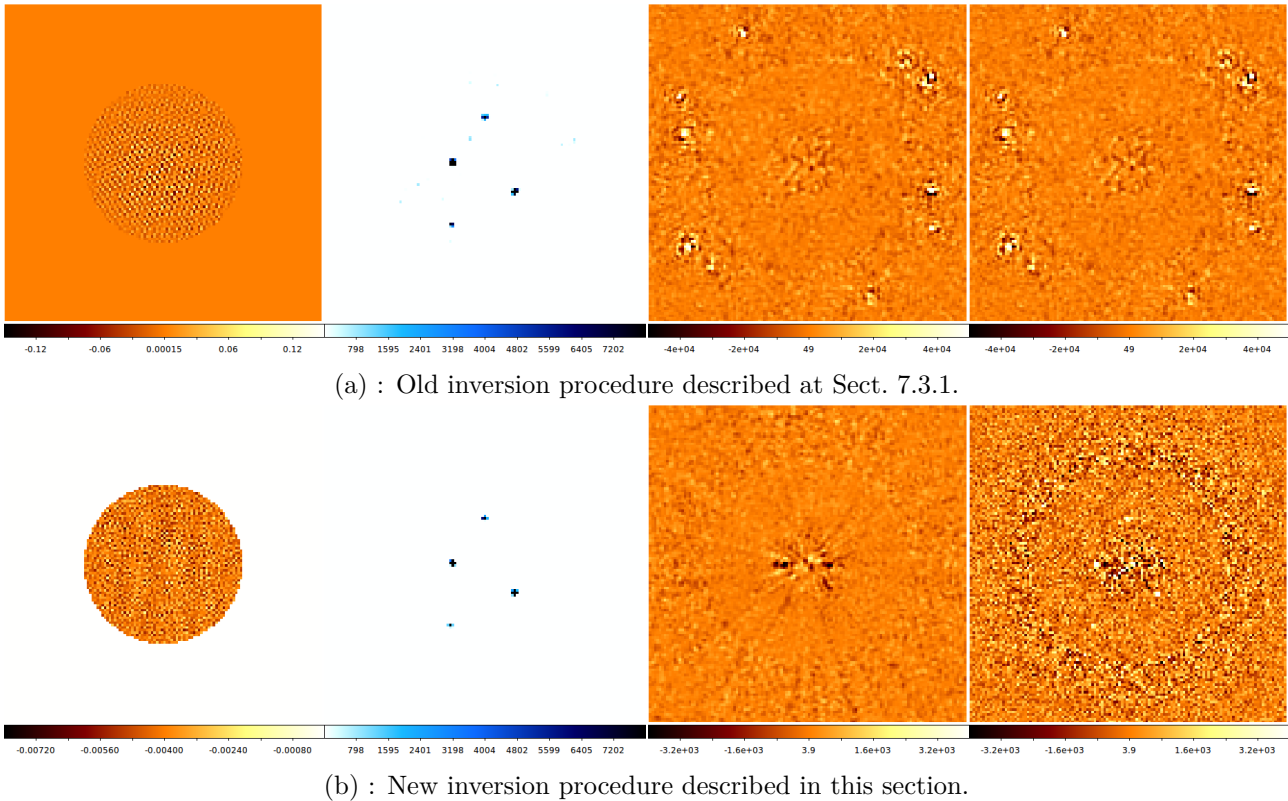 -0.12 -0.06 0.00015 0.06 0.12 798 1595 2401 3198 4004 4802 5599 6405 7202 -4e+04 -2e+04 49 2e+04 4e+04 -4e+04 -2e+04 49 2e+04 4e+04
(a) : Old inversion procedure described at Sect. 7.3.1.
-0.00720 -0.00560 -0.00400 -0.00240 -0.00080 798 1595 2401 3198 4004 4802 5599 6405 7202 -3.2e+03 -1.6e+03 3.9 1.6e+03 3.2e+03 -3.2e+03 -1.6e+03 3.9 1.6e+03 3.2e+03
(b) : New inversion procedure described in this section.